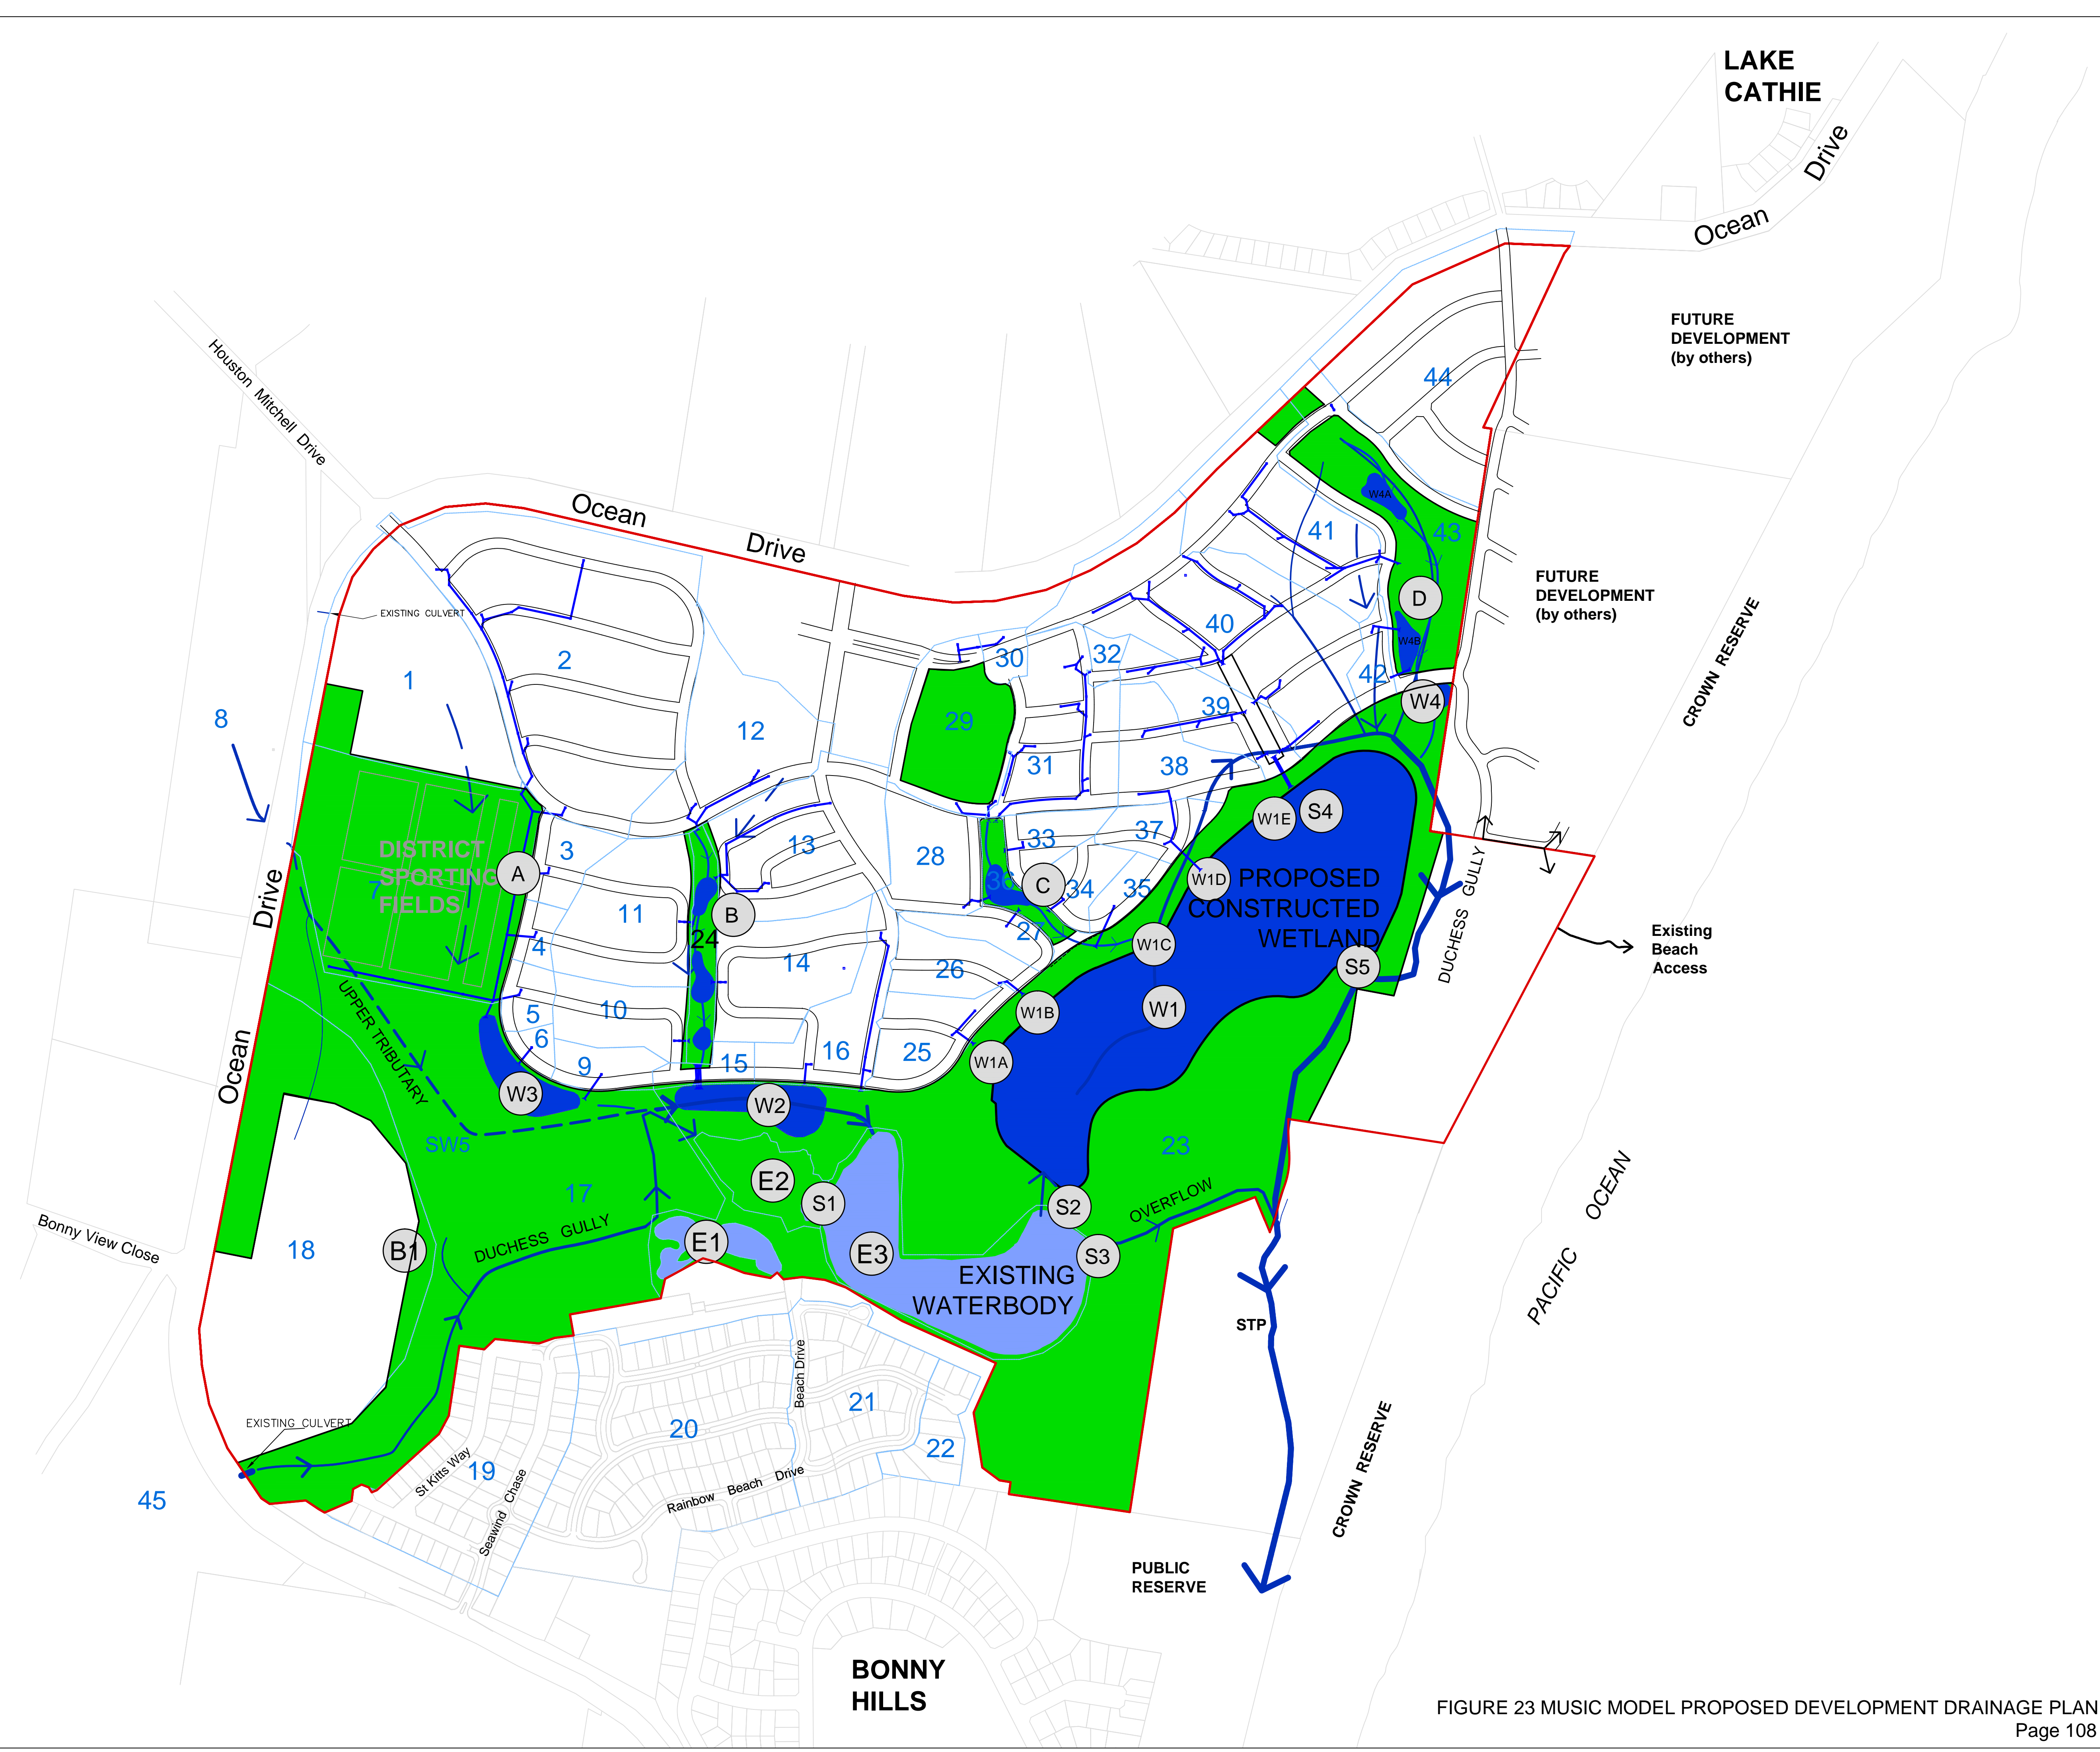 LAKE
CATHIE
Drive
Ocean
FUTURE
DEVELOPMENT
(by others)
Houston Mitchell Drive
44
Ocean
Drive
W4A
41
43
FUTURE
DEVELOPMENT
(by others)
D
EXISTING CULVERT
40
W4B
CROWN RESERVE
2
30
32
42
1
W4
8
39
29
12
31
38
S4
W1E
33
37
13
3
DISTRICT
SPORTING
FIELDS
7
28
A
W1D
PROPOSED
CONSTRUCTED
WETLAND
36
C
34
35
DUCHESS GULLY
Drive
11
B
27
Existing
Beach
Access
24
4
W1C
14
26
S5
UPPER TRIBUTARY
5
10
W1B
W1
6
16
25
15
9
W1A
Ocean
W3
W2
SW5
23
OCEAN
E2
17
S1
S2
OVERFLOW
Bonny View Close
DUCHESS GULLY
18
B1
E1
E3
S3
EXISTING
WATERBODY
PACIFIC
STP
Beach Drive
21
EXISTING CULVERT
20
22
CROWN RESERVE
St Kitts Way
19
Seawind Chase
Rainbow Beach Drive
45
PUBLIC
RESERVE
BONNY
HILLS
FIGURE 23 MUSIC MODEL PROPOSED DEVELOPMENT DRAINAGE PLAN
Page 108